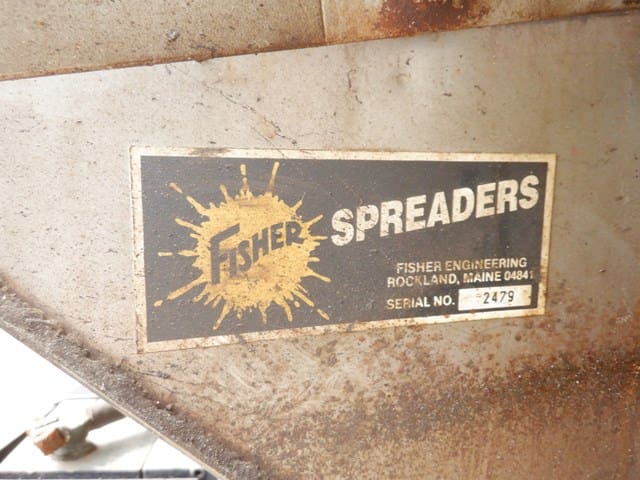 FISHER
SPREADERS
FISHER ENGINEERING
ROCKLAND, MAINE 04841
SERIAL NO. 2479